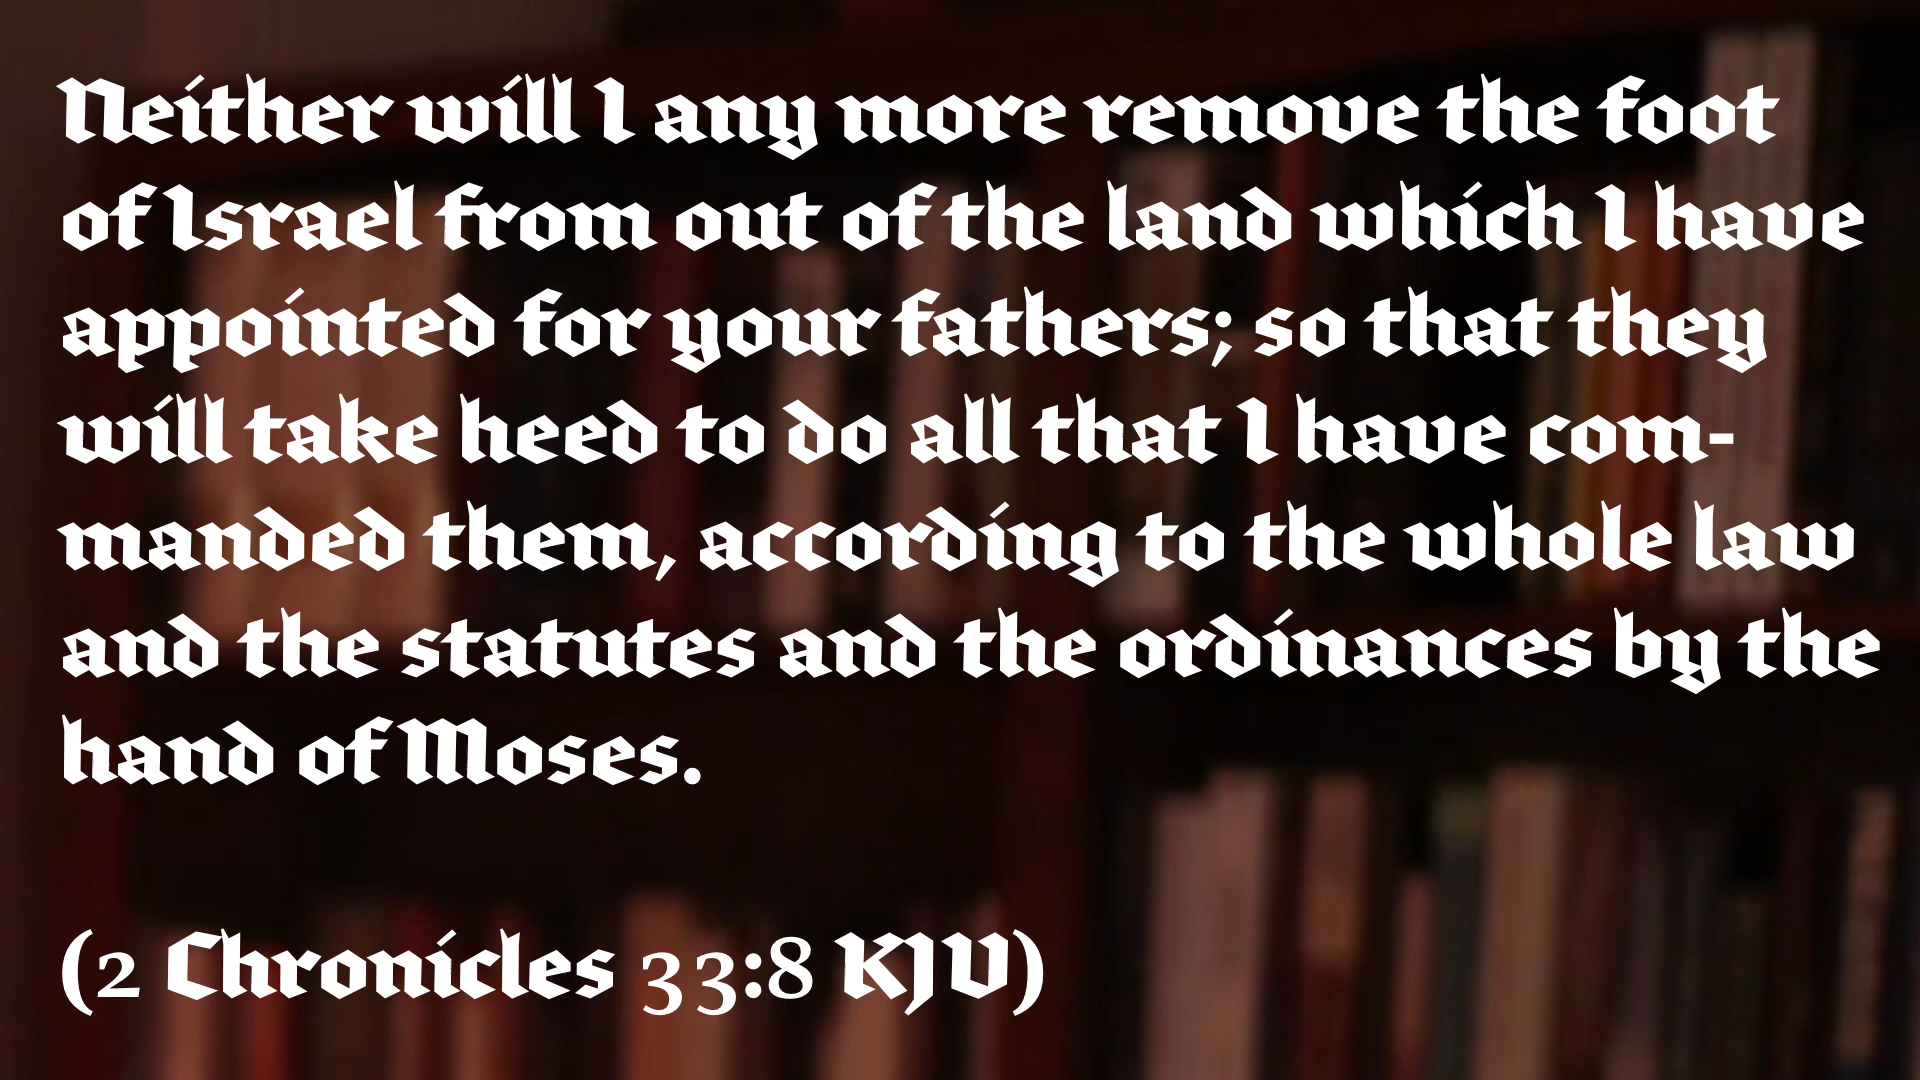 Neither will I any more remove the foot
of Israel from out of the land which I have
appointed for your fathers; so that they
will take heed to do all that I have com-
manded them, according to the whole law
and the statutes and the ordinances by the
hand of Moses.
(2 Chronicles 33:8 KJV)